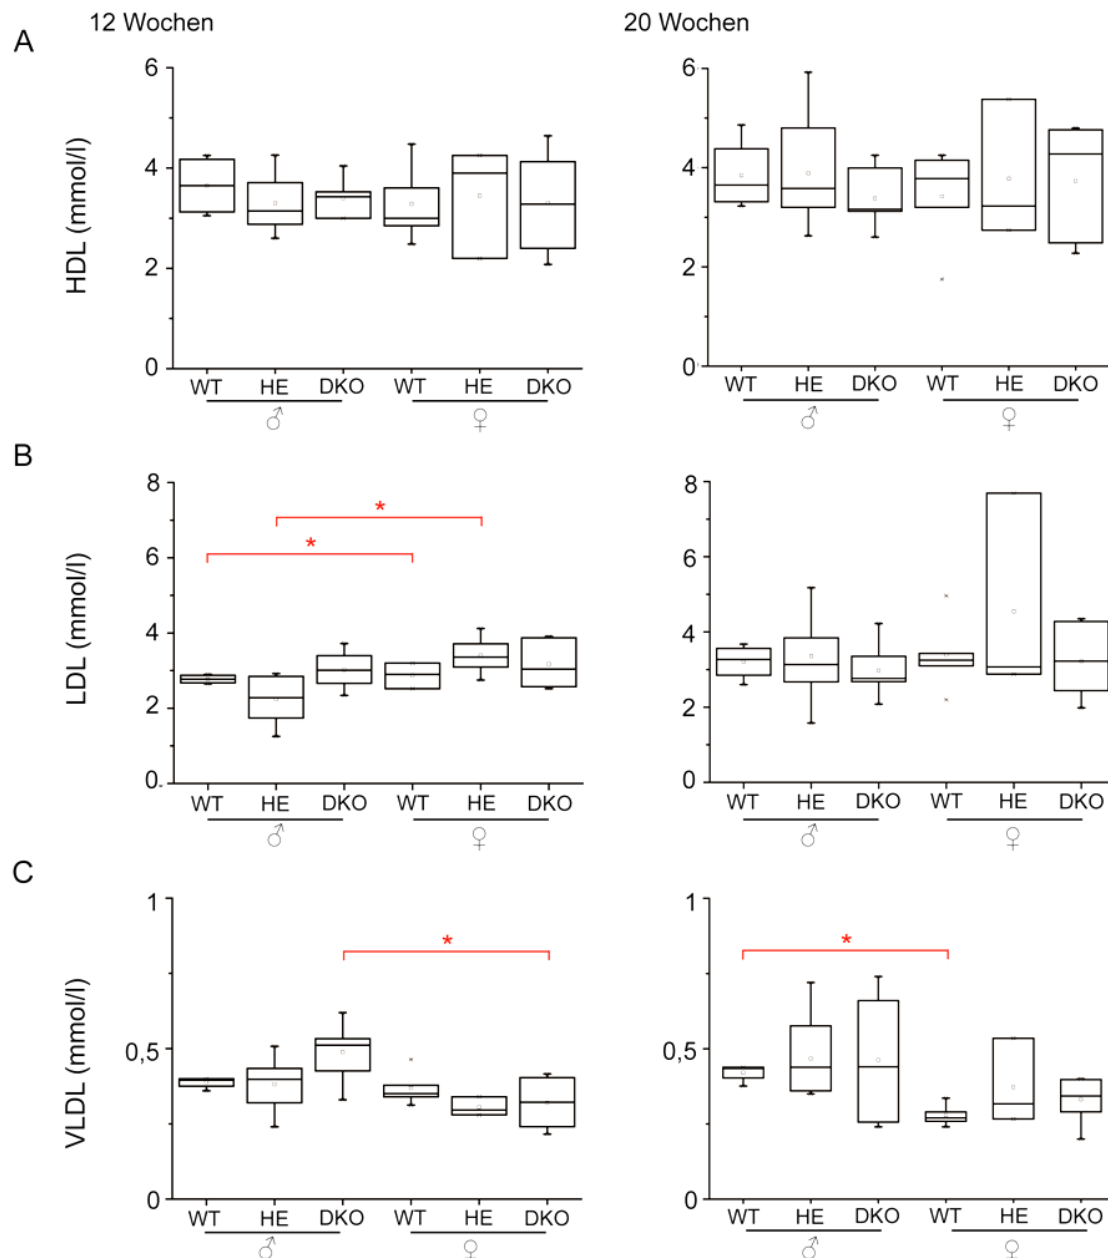 12 Wochen 20 Wochen
A
HDL (mmol/l)
6 4 2 0
WT HE DKO WT HE DKO
♂ ♀
6 4 2 0
WT HE DKO WT HE DKO
♂ ♀
B
LDL (mmol/l)
8 6 4 2 0
* *
WT HE DKO WT HE DKO
♂ ♀
8 6 4 2 0
WT HE DKO WT HE DKO
♂ ♀
C
VLDL (mmol/l)
1 0,5 0
*
WT HE DKO WT HE DKO
♂ ♀
1 0,5 0
*
WT HE DKO WT HE DKO
♂ ♀